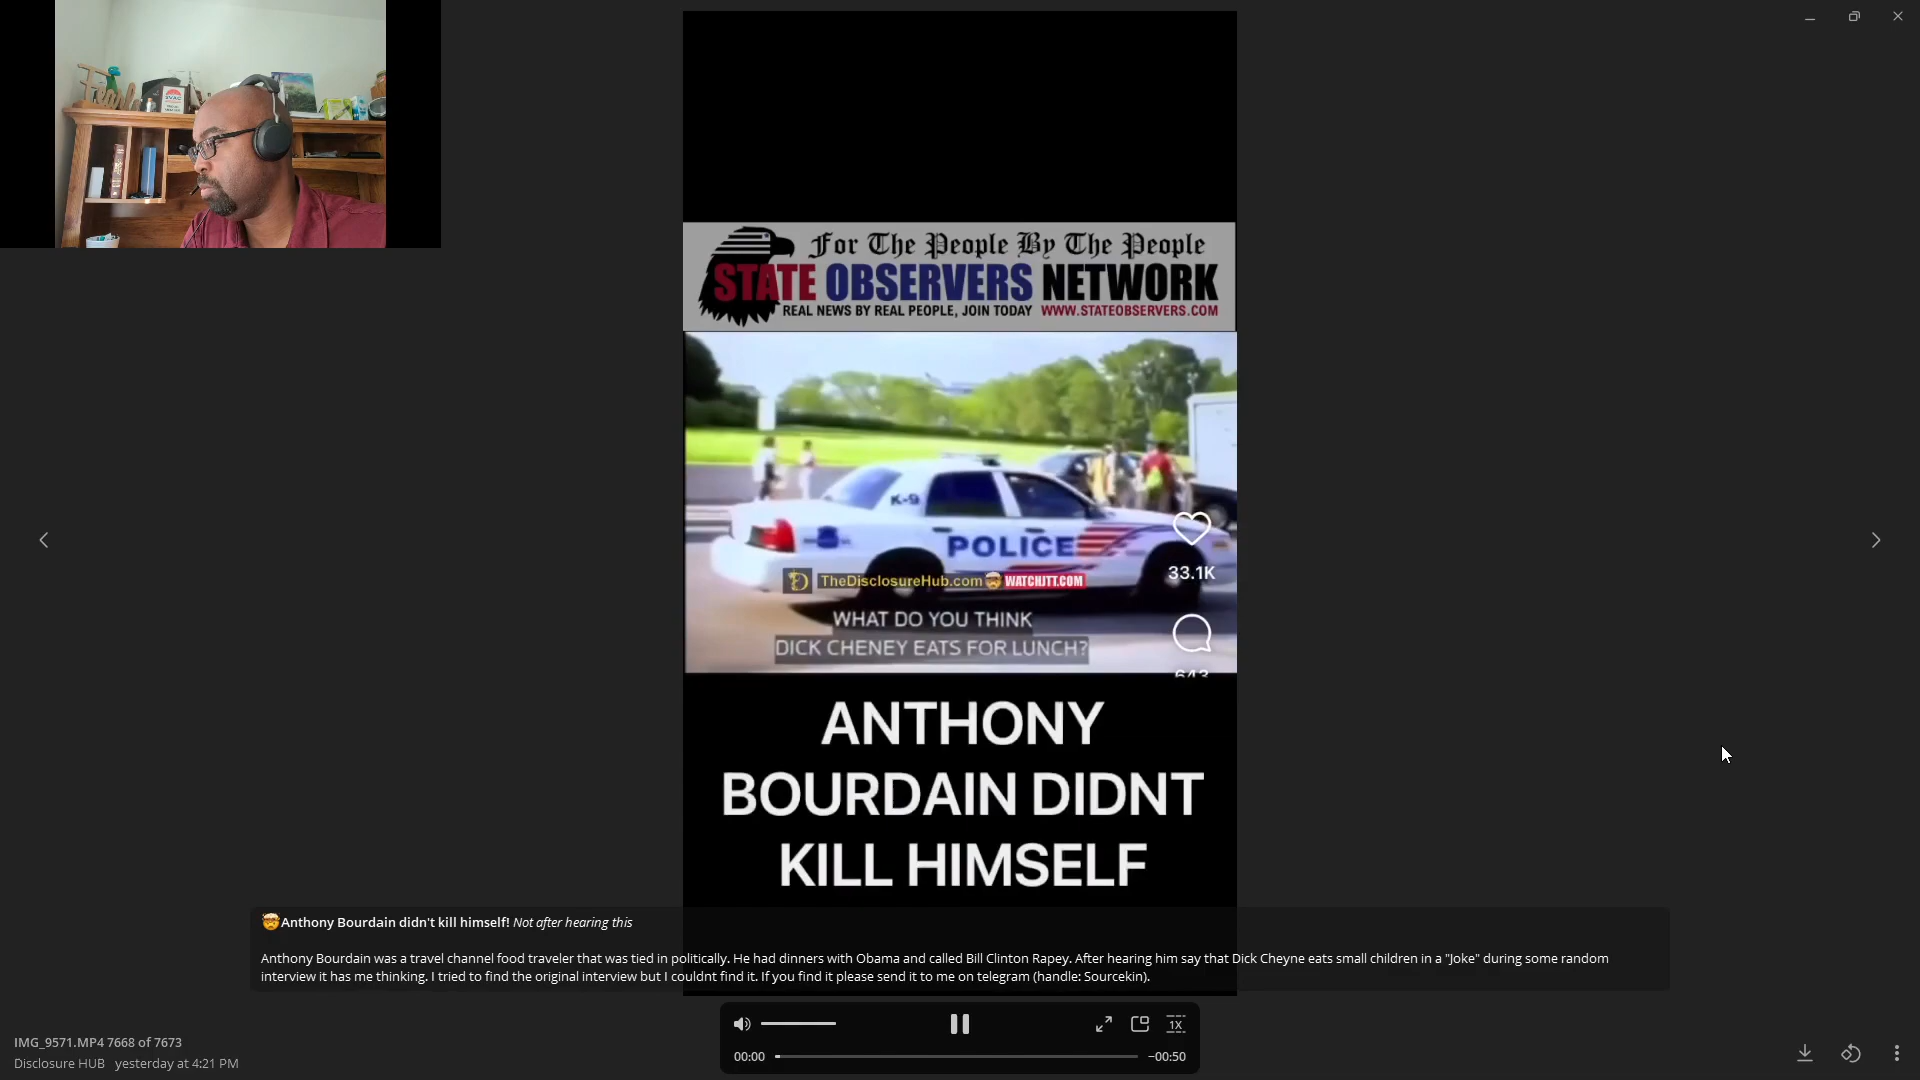 For The People By The People
STATE OBSERVERS NETWORK
REAL NEWS BY REAL PEOPLE, JOIN TODAY WWW.STATEOBSERVERS.COM
K-9
POLICE
33.1K
TheDisclosureHub.com🤯WATCHJTT.COM
WHAT DO YOU THINK
DICK CHENEY EATS FOR LUNCH?
643
ANTHONY
BOURDAIN DIDNT
KILL HIMSELF
🤯Anthony Bourdain didn't kill himself! Not after hearing this
Anthony Bourdain was a travel channel food traveler that was tied in politically. He had dinners with Obama and called Bill Clinton Rapey. After hearing him say that Dick Cheyne eats small children in a "Joke" during some random
interview it has me thinking. I tried to find the original interview but I couldnt find it. If you find it please send it to me on telegram (handle: Sourcekin).
1X
00:00
−00:50
IMG_9571.MP4 7668 of 7673
Disclosure HUB yesterday at 4:21 PM